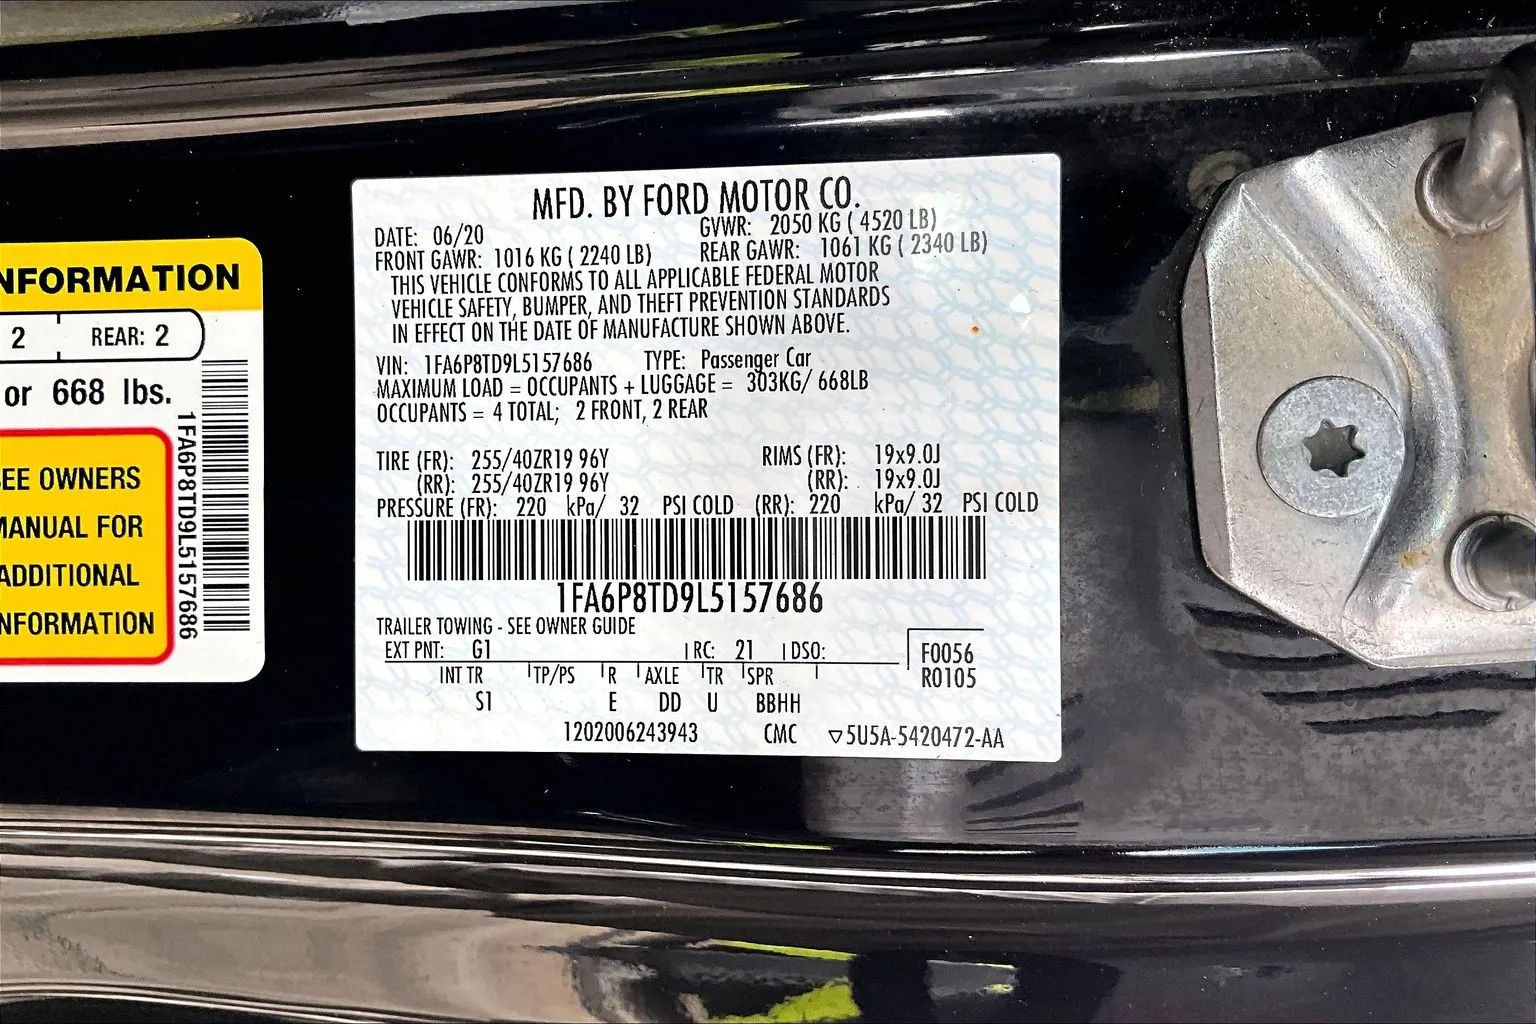 NFORMATION
2 REAR: 2
or 668 lbs.
EE OWNERS
MANUAL FOR
ADDITIONAL
NFORMATION
1FA6P8TD9L5157686
MFD. BY FORD MOTOR CO.
DATE: 06/20 GVWR: 2050 KG ( 4520 LB)
FRONT GAWR: 1016 KG ( 2240 LB) REAR GAWR: 1061 KG ( 2340 LB)
THIS VEHICLE CONFORMS TO ALL APPLICABLE FEDERAL MOTOR
VEHICLE SAFETY, BUMPER, AND THEFT PREVENTION STANDARDS
IN EFFECT ON THE DATE OF MANUFACTURE SHOWN ABOVE.
VIN: 1FA6P8TD9L5157686 TYPE: Passenger Car
MAXIMUM LOAD = OCCUPANTS + LUGGAGE = 303KG/ 668LB
OCCUPANTS = 4 TOTAL; 2 FRONT, 2 REAR
TIRE (FR): 255/40ZR19 96Y RIMS (FR): 19x9.0J
(RR): 255/40ZR19 96Y (RR): 19x9.0J
PRESSURE (FR): 220 kPa/ 32 PSI COLD (RR): 220 kPa/ 32 PSI COLD
1FA6P8TD9L5157686
TRAILER TOWING - SEE OWNER GUIDE
EXT PNT: G1 RC: 21 DSO: F0056
R0105
INT TR TP/PS R AXLE TR SPR
S1 E DD U BBHH
1202006243943 CMC ▽5U5A-5420472-AA